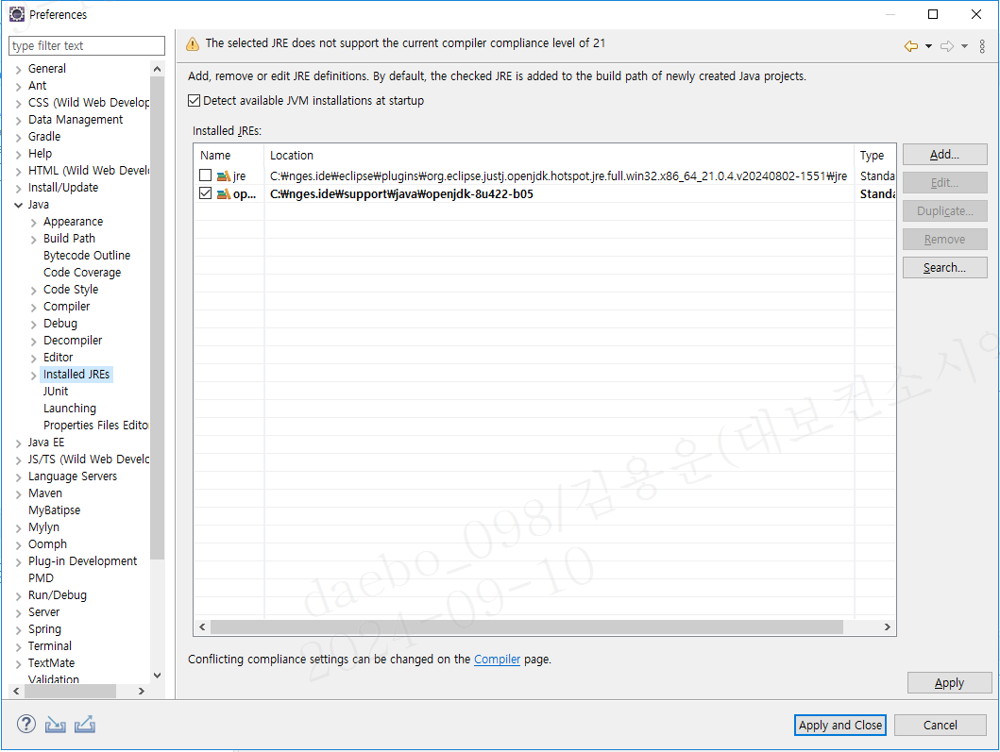 Preferences
type filter text
The selected JRE does not support the current compiler compliance level of 21
General
Ant
CSS (Wild Web Develop
Data Management
Gradle
Help
HTML (Wild Web Devel
Install/Update
Java
Appearance
Build Path
Bytecode Outline
Code Coverage
Code Style
Compiler
Debug
Decompiler
Editor
Installed JREs
JUnit
Launching
Properties Files Edito
Java EE
JS/TS (Wild Web Develo
Language Servers
Maven
MyBatipse
Mylyn
Oomph
Plug-in Development
PMD
Run/Debug
Server
Spring
Terminal
TextMate
Validation
Add, remove or edit JRE definitions. By default, the checked JRE is added to the build path of newly created Java projects.
Detect available JVM installations at startup
Installed JREs:
Name Location Type
jre C:₩nges.ide₩eclipse₩plugins₩org.eclipse.justj.openjdk.hotspot.jre.full.win32.x86_64_21.0.4.v20240802-1551₩jre Standa
op... C:₩nges.ide₩support₩java₩openjdk-8u422-b05 Standa
Add...
Edit...
Duplicate...
Remove
Search...
daebo_098/김용운(대보컨소시
2024-09-10
Conflicting compliance settings can be changed on the Compiler page.
Apply
Apply and Close
Cancel